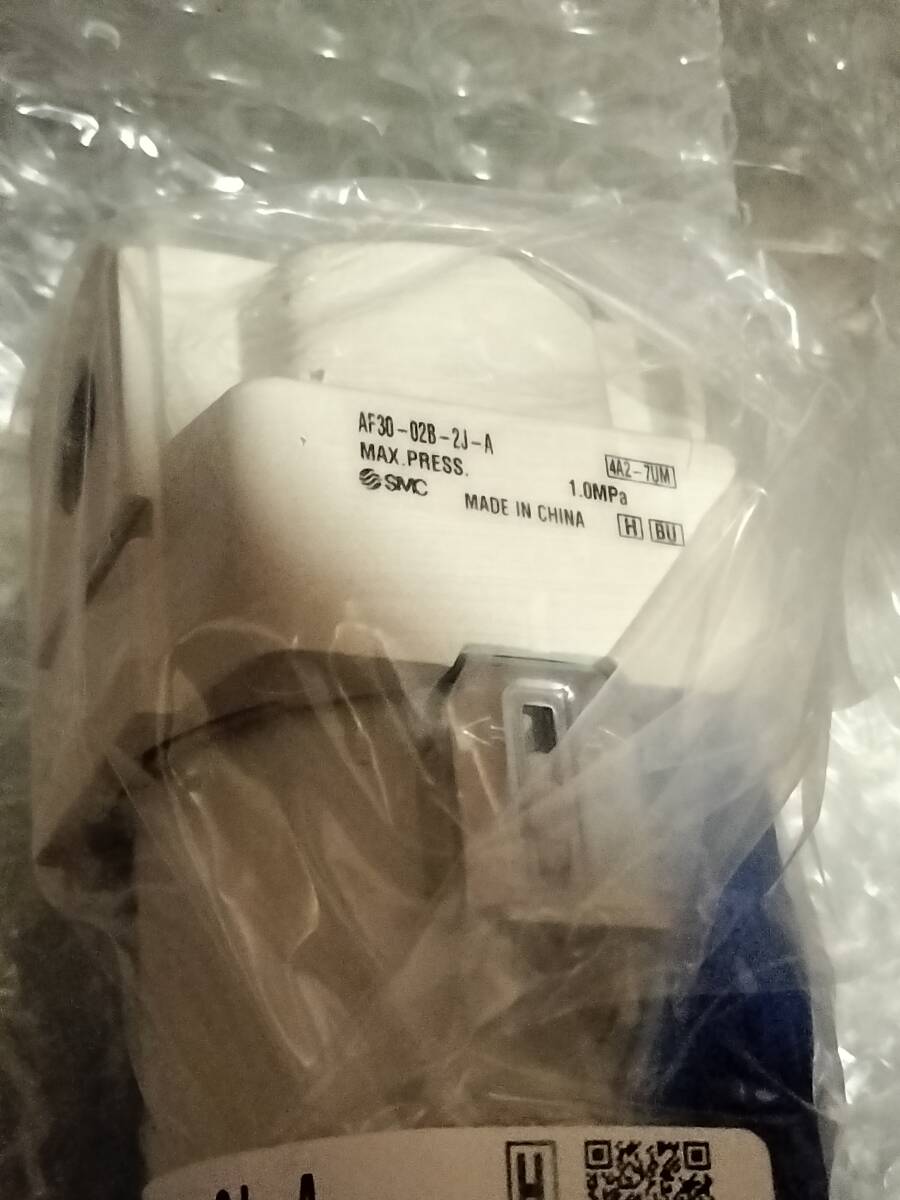 AF30-02B-2J-A
4A2-7UM
MAX.PRESS. 1.0MPa
SMC MADE IN CHINA H BU
H